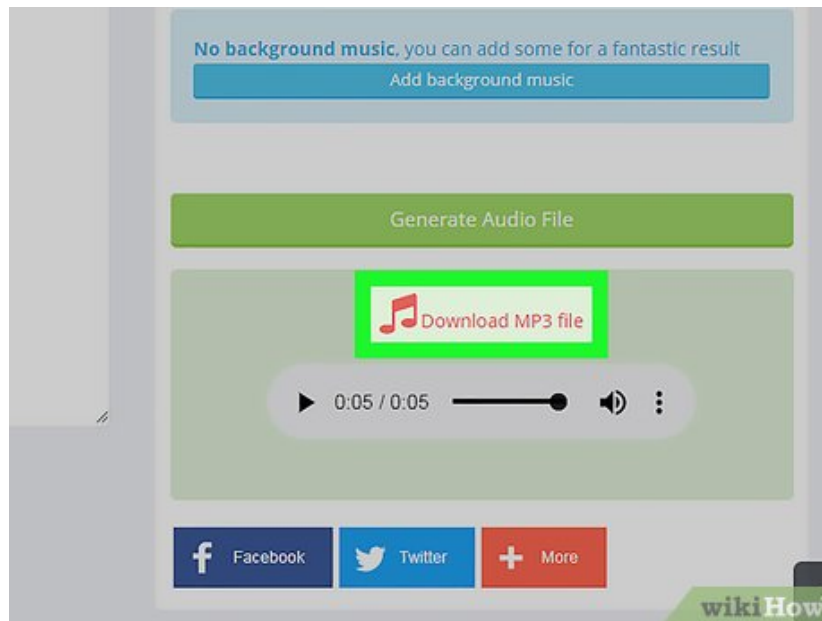 No background music, you can add some for a fantastic result
Add background music
Generate Audio File
Download MP3 file
0:05 / 0:05
Facebook
Twitter
More
wikiHow